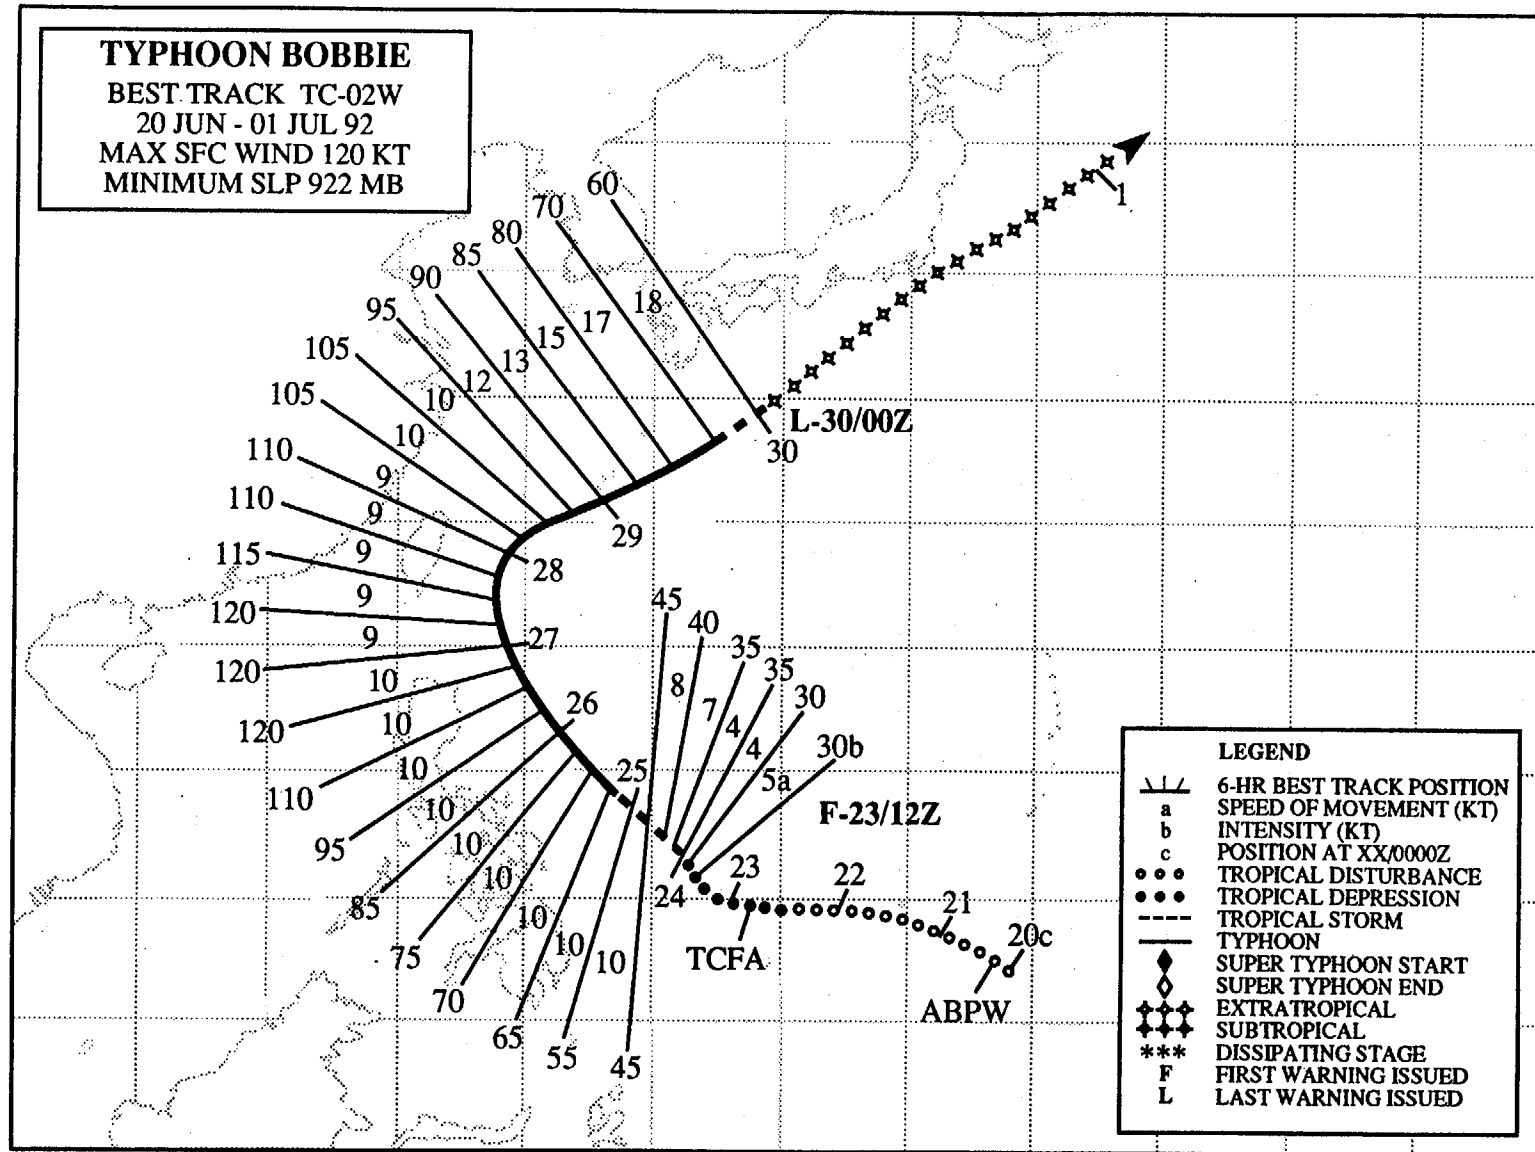 TYPHOON BOBBIE
BEST TRACK TC-02W
20 JUN - 01 JUL 92
MAX SFC WIND 120 KT
MINIMUM SLP 922 MB
60
70
80
85
90
95
105
105
110
110
115
120
120
120
110
95
85
75
70
65
55
45
45
40
35
35
30
30b
18
17
15
13
12
10
10
9
9
9
9
9
10
10
10
10
10
10
10
10
10
8
7
4
4
5a
1
L-30/00Z
30
29
28
27
26
25
24
F-23/12Z
23
22
21
20c
TCFA
ABPW
LEGEND
6-HR BEST TRACK POSITION
a SPEED OF MOVEMENT (KT)
b INTENSITY (KT)
c POSITION AT XX/0000Z
TROPICAL DISTURBANCE
TROPICAL DEPRESSION
TROPICAL STORM
TYPHOON
SUPER TYPHOON START
SUPER TYPHOON END
EXTRATROPICAL
SUBTROPICAL
*** DISSIPATING STAGE
F FIRST WARNING ISSUED
L LAST WARNING ISSUED